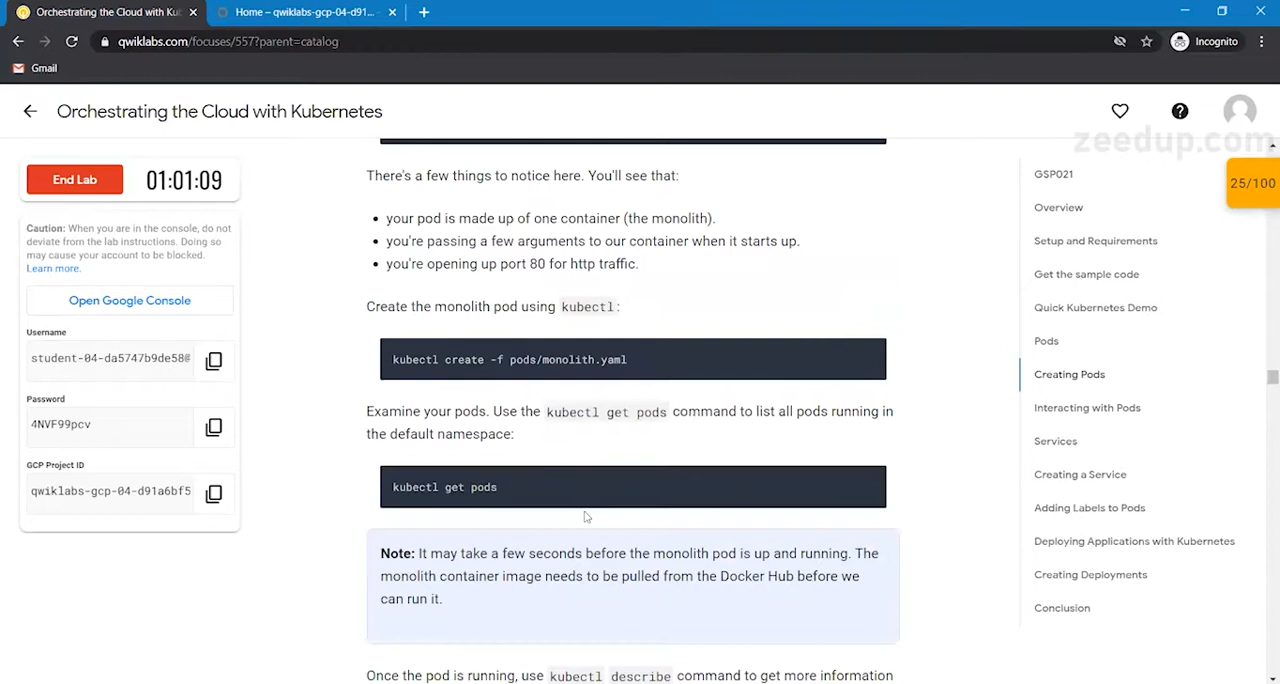 Orchestrating the Cloud with Kub
Home – qwiklabs-gcp-04-d91...
qwiklabs.com/focuses/557?parent=catalog
Incognito
Gmail
Orchestrating the Cloud with Kubernetes
zeedup.com
End Lab
01:01:09
25/100
Caution: When you are in the console, do not
deviate from the lab instructions. Doing so
may cause your account to be blocked.
Learn more.
Open Google Console
Username
student-04-da5747b9de58@
Password
4NVF99pcv
GCP Project ID
qwiklabs-gcp-04-d91a6bf5
There's a few things to notice here. You'll see that:
• your pod is made up of one container (the monolith).
• you're passing a few arguments to our container when it starts up.
• you're opening up port 80 for http traffic.
Create the monolith pod using kubectl:
kubectl create -f pods/monolith.yaml
Examine your pods. Use the kubectl get pods command to list all pods running in
the default namespace:
kubectl get pods
Note: It may take a few seconds before the monolith pod is up and running. The
monolith container image needs to be pulled from the Docker Hub before we
can run it.
Once the pod is running, use kubectl describe command to get more information
GSP021
Overview
Setup and Requirements
Get the sample code
Quick Kubernetes Demo
Pods
Creating Pods
Interacting with Pods
Services
Creating a Service
Adding Labels to Pods
Deploying Applications with Kubernetes
Creating Deployments
Conclusion